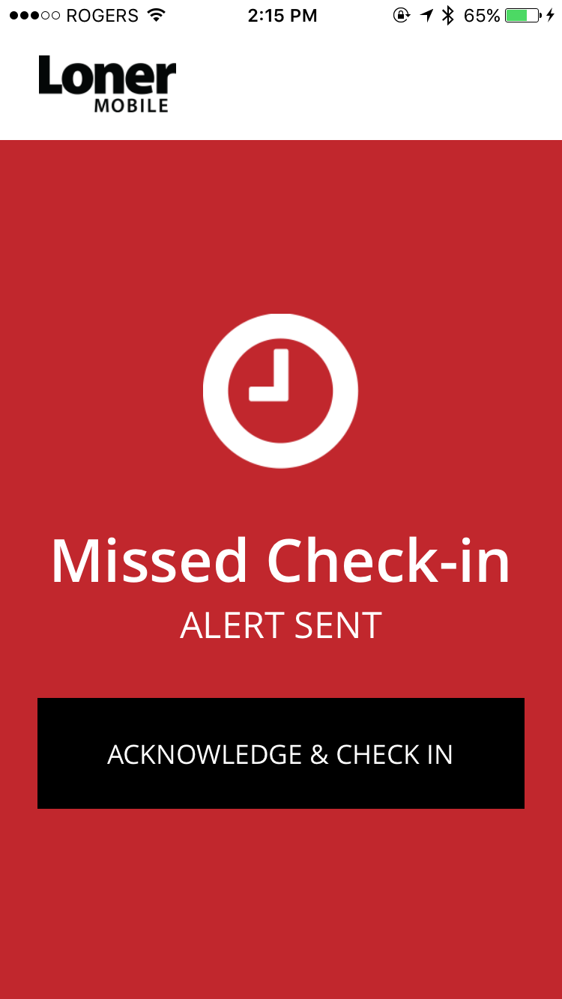 ROGERS 2:15 PM 65%
Loner
MOBILE
Missed Check-in
ALERT SENT
ACKNOWLEDGE & CHECK IN